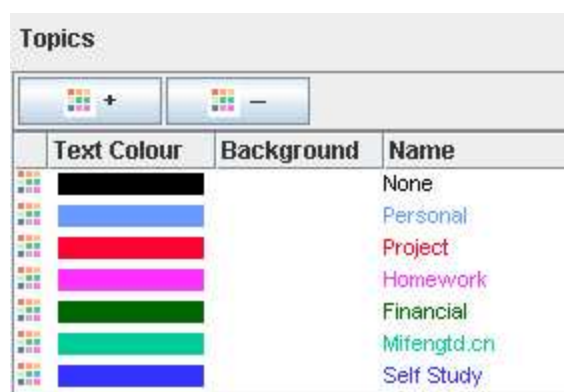 Topics
+ –
Text Colour Background Name
None
Personal
Project
Homework
Financial
Mifengtd.cn
Self Study